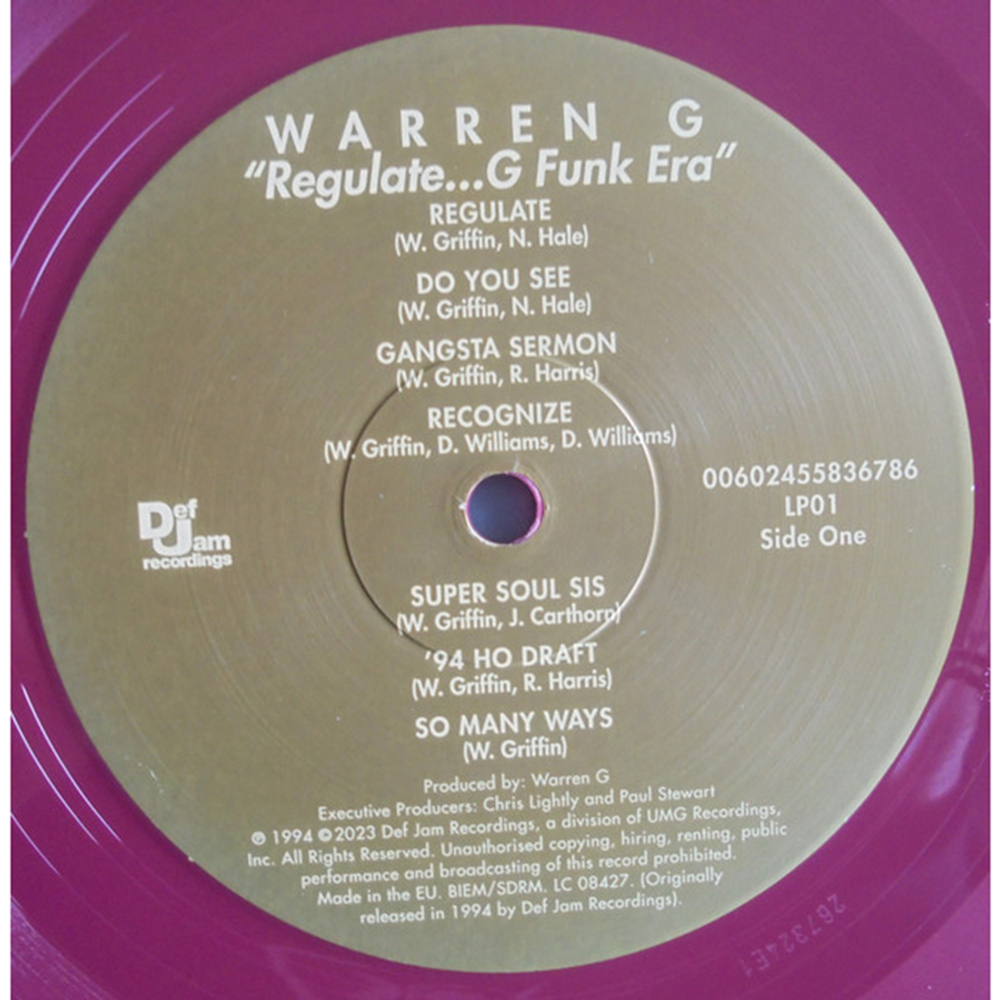 WARREN G
"Regulate...G Funk Era"
REGULATE
(W. Griffin, N. Hale)
DO YOU SEE
(W. Griffin, N. Hale)
GANGSTA SERMON
(W. Griffin, R. Harris)
RECOGNIZE
(W. Griffin, D. Williams, D. Williams)
00602455836786
LP01
Side One
Def
Jam
recordings
SUPER SOUL SIS
(W. Griffin, J. Carthorn)
'94 HO DRAFT
(W. Griffin, R. Harris)
SO MANY WAYS
(W. Griffin)
Produced by: Warren G
Executive Producers: Chris Lightly and Paul Stewart
℗ 1994 © 2023 Def Jam Recordings, a division of UMG Recordings,
Inc. All Rights Reserved. Unauthorised copying, hiring, renting, public
performance and broadcasting of this record prohibited.
Made in the EU. BIEM/SDRM. LC 08427. (Originally
released in 1994 by Def Jam Recordings).
267324E1